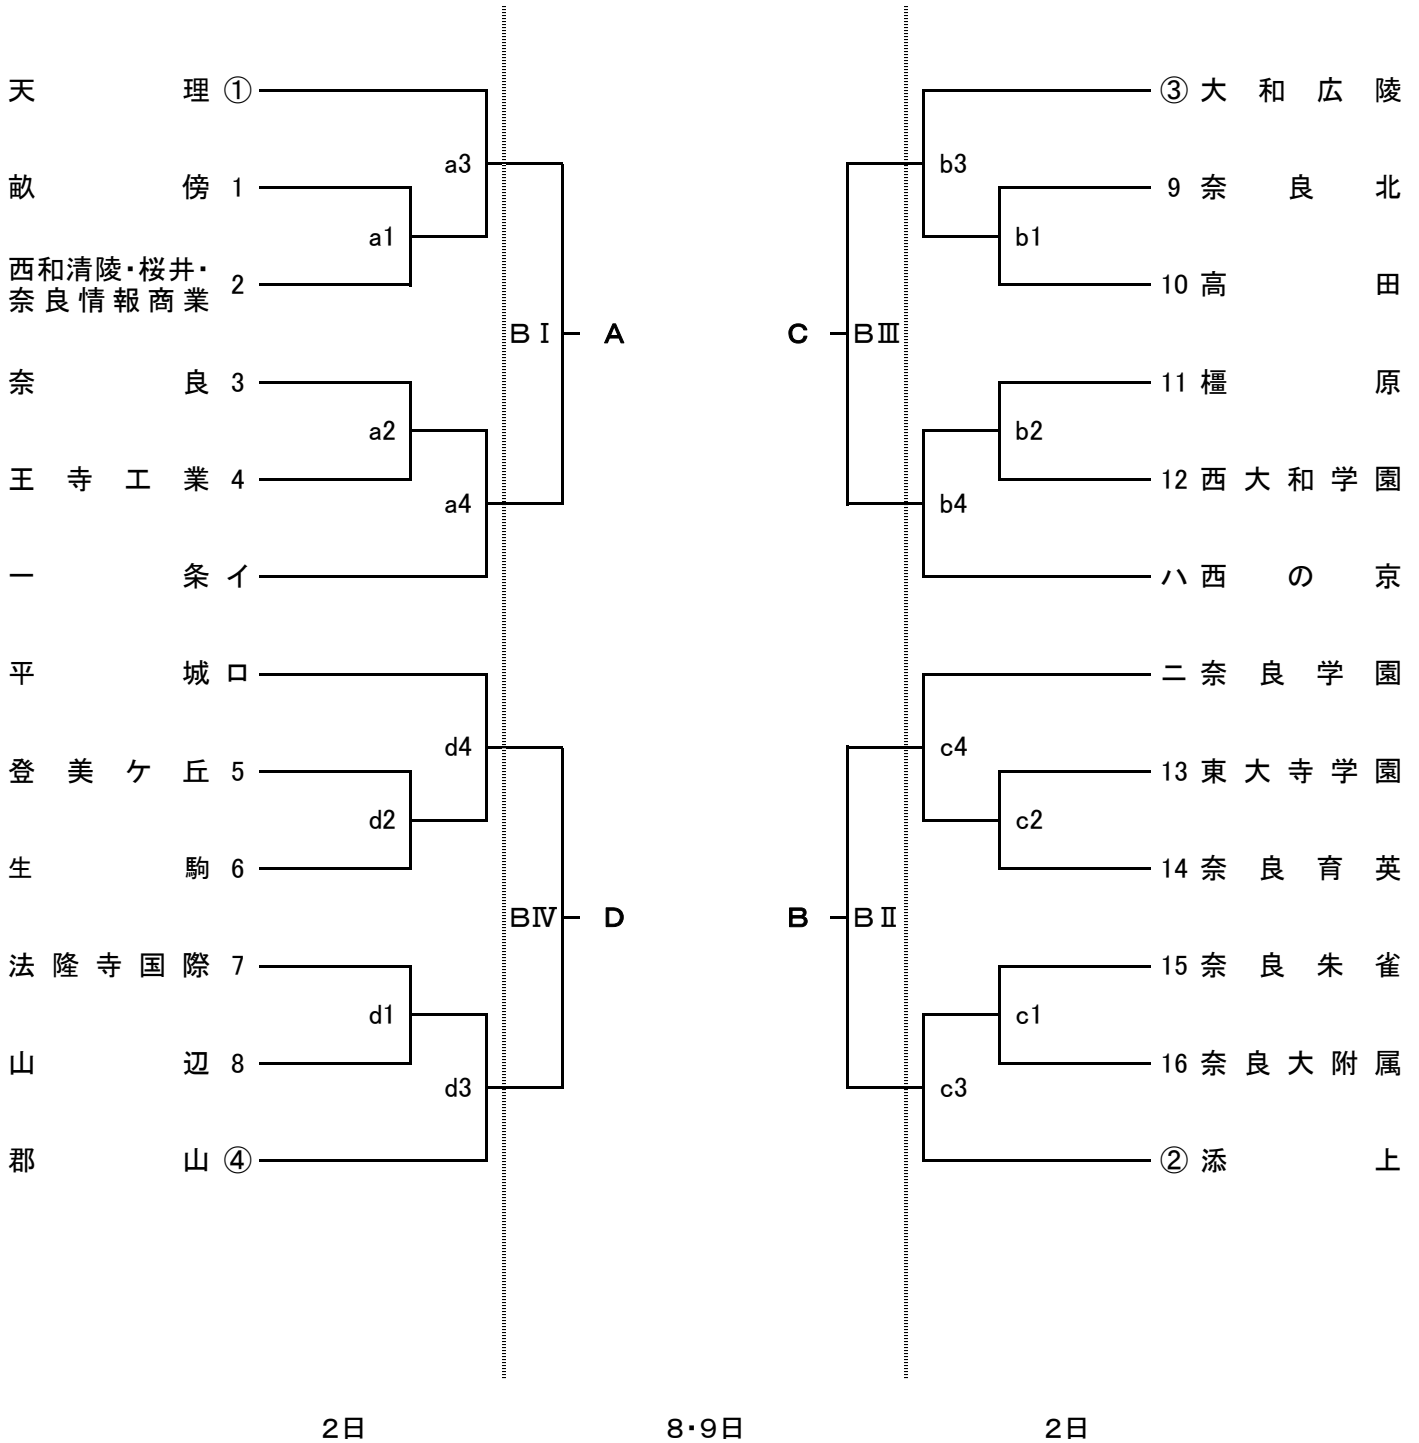 天理 ①
畝傍 1
西和清陵・桜井・
奈良情報商業 2
奈良 3
王寺工業 4
一条 イ
平城 ロ
登美ケ丘 5
生駒 6
法隆寺国際 7
山辺 8
郡山 ④
a3
a1
a2
a4
d4
d2
d1
d3
BⅠ
A
BⅣ
D
C
BⅢ
B
BⅡ
b3
b1
b2
b4
c4
c2
c1
c3
③ 大和広陵
9 奈良北
10 高田
11 橿原
12 西大和学園
ハ 西の京
ニ 奈良学園
13 東大寺学園
14 奈良育英
15 奈良朱雀
16 奈良大附属
② 添上
2日
8・9日
2日